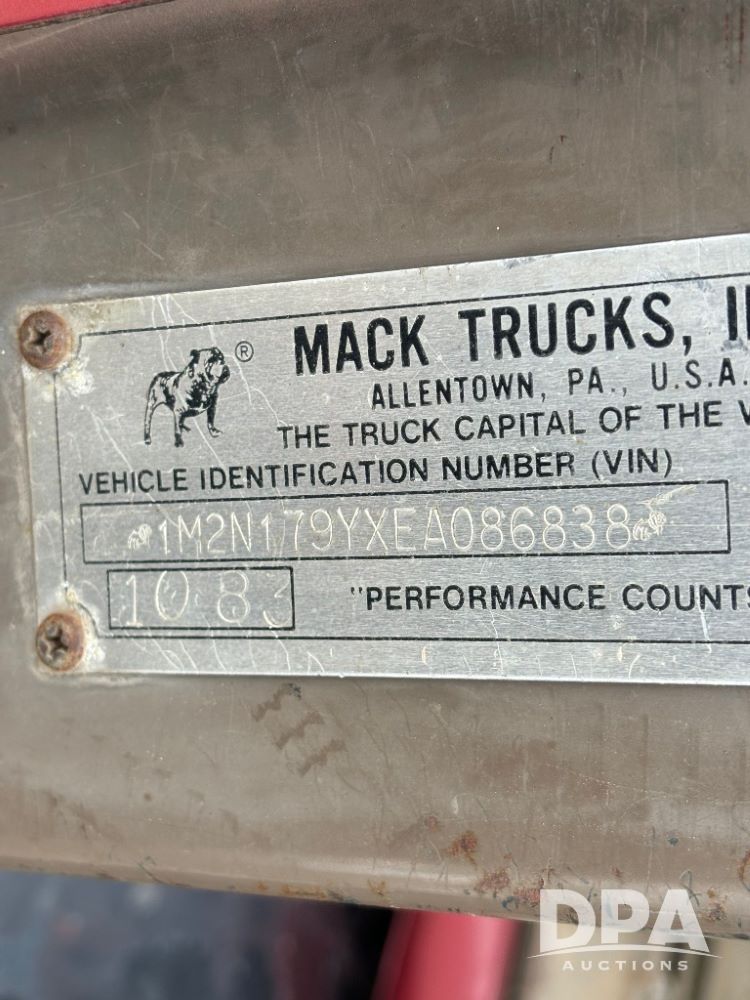 ®
MACK TRUCKS, I
ALLENTOWN, PA., U.S.A.
THE TRUCK CAPITAL OF THE
VEHICLE IDENTIFICATION NUMBER (VIN)
1M2N179YXEA086838
10 83
"PERFORMANCE COUNTS
DPA
AUCTIONS